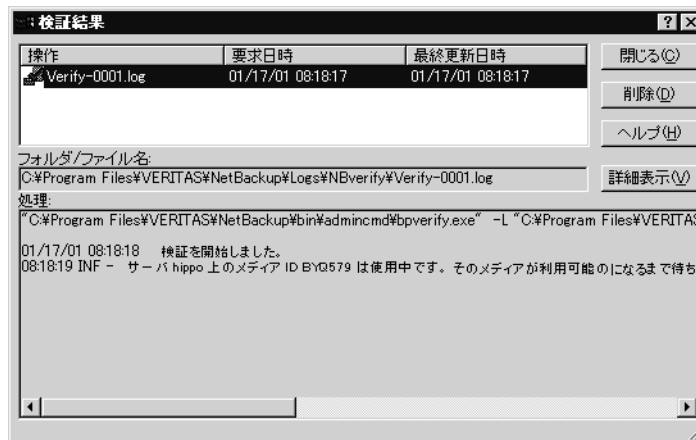 検証結果
操作 要求日時 最終更新日時
Verify-0001.log 01/17/01 08:18:17 01/17/01 08:18:17
閉じる(C)
削除(D)
ヘルプ(H)
フォルダ/ファイル名:
C:¥Program Files¥VERITAS¥NetBackup¥Logs¥NBverify¥Verify-0001.log
詳細表示(V)
処理:
"C:¥Program Files¥VERITAS¥NetBackup¥bin¥admincmd¥bpverify.exe" -L "C:¥Program Files¥VERITAS
01/17/01 08:18:18 検証を開始しました。
08:18:19 INF - サーバ hippo 上のメディア ID BYQ579 は使用中です。そのメディアが利用可能のになるまで待ち